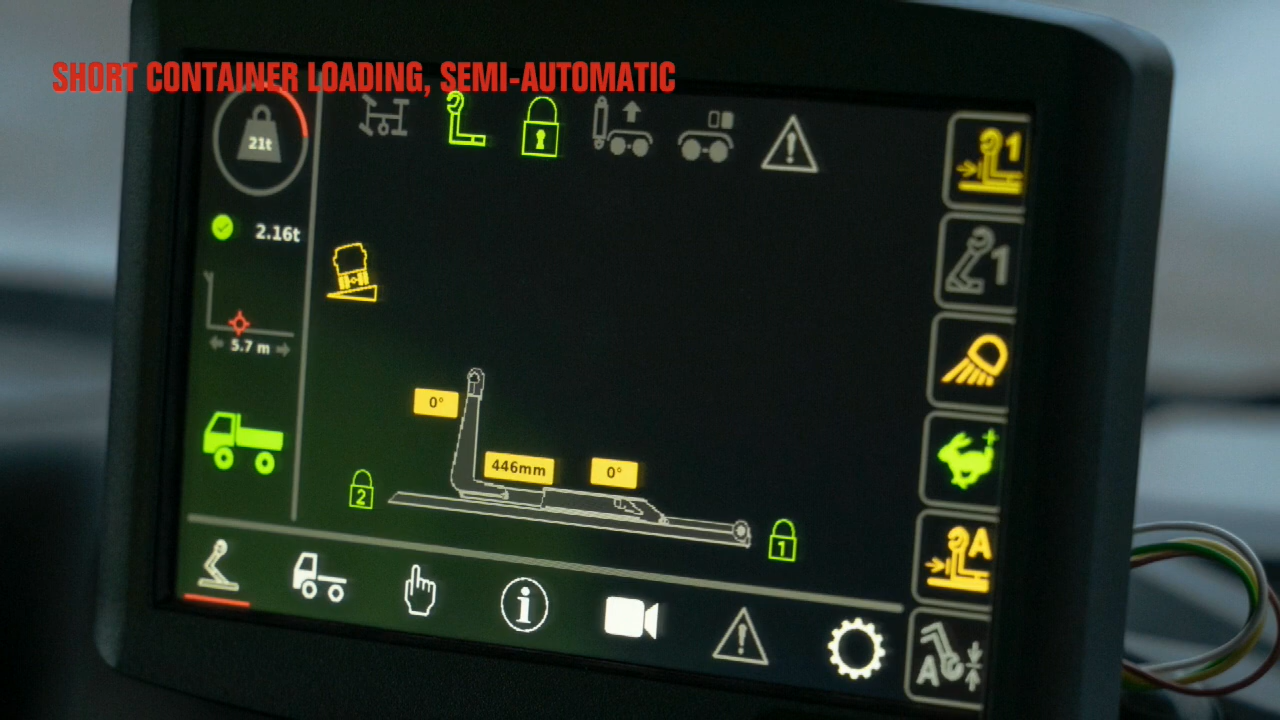 SHORT CONTAINER LOADING, SEMI-AUTOMATIC
21t
1
2.16t
1
5.7 m
0°
446mm
0°
2
1
A
i
A